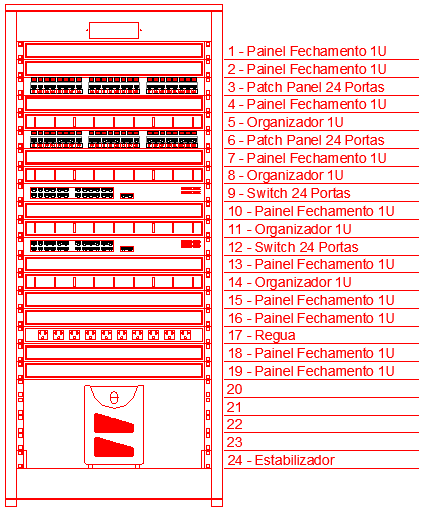 1 - Painel Fechamento 1U
2 - Painel Fechamento 1U
3 - Patch Panel 24 Portas
4 - Painel Fechamento 1U
5 - Organizador 1U
6 - Patch Panel 24 Portas
7 - Painel Fechamento 1U
8 - Organizador 1U
9 - Switch 24 Portas
10 - Painel Fechamento 1U
11 - Organizador 1U
12 - Switch 24 Portas
13 - Painel Fechamento 1U
14 - Organizador 1U
15 - Painel Fechamento 1U
16 - Painel Fechamento 1U
17 - Regua
18 - Painel Fechamento 1U
19 - Painel Fechamento 1U
20
21
22
23
24 - Estabilizador